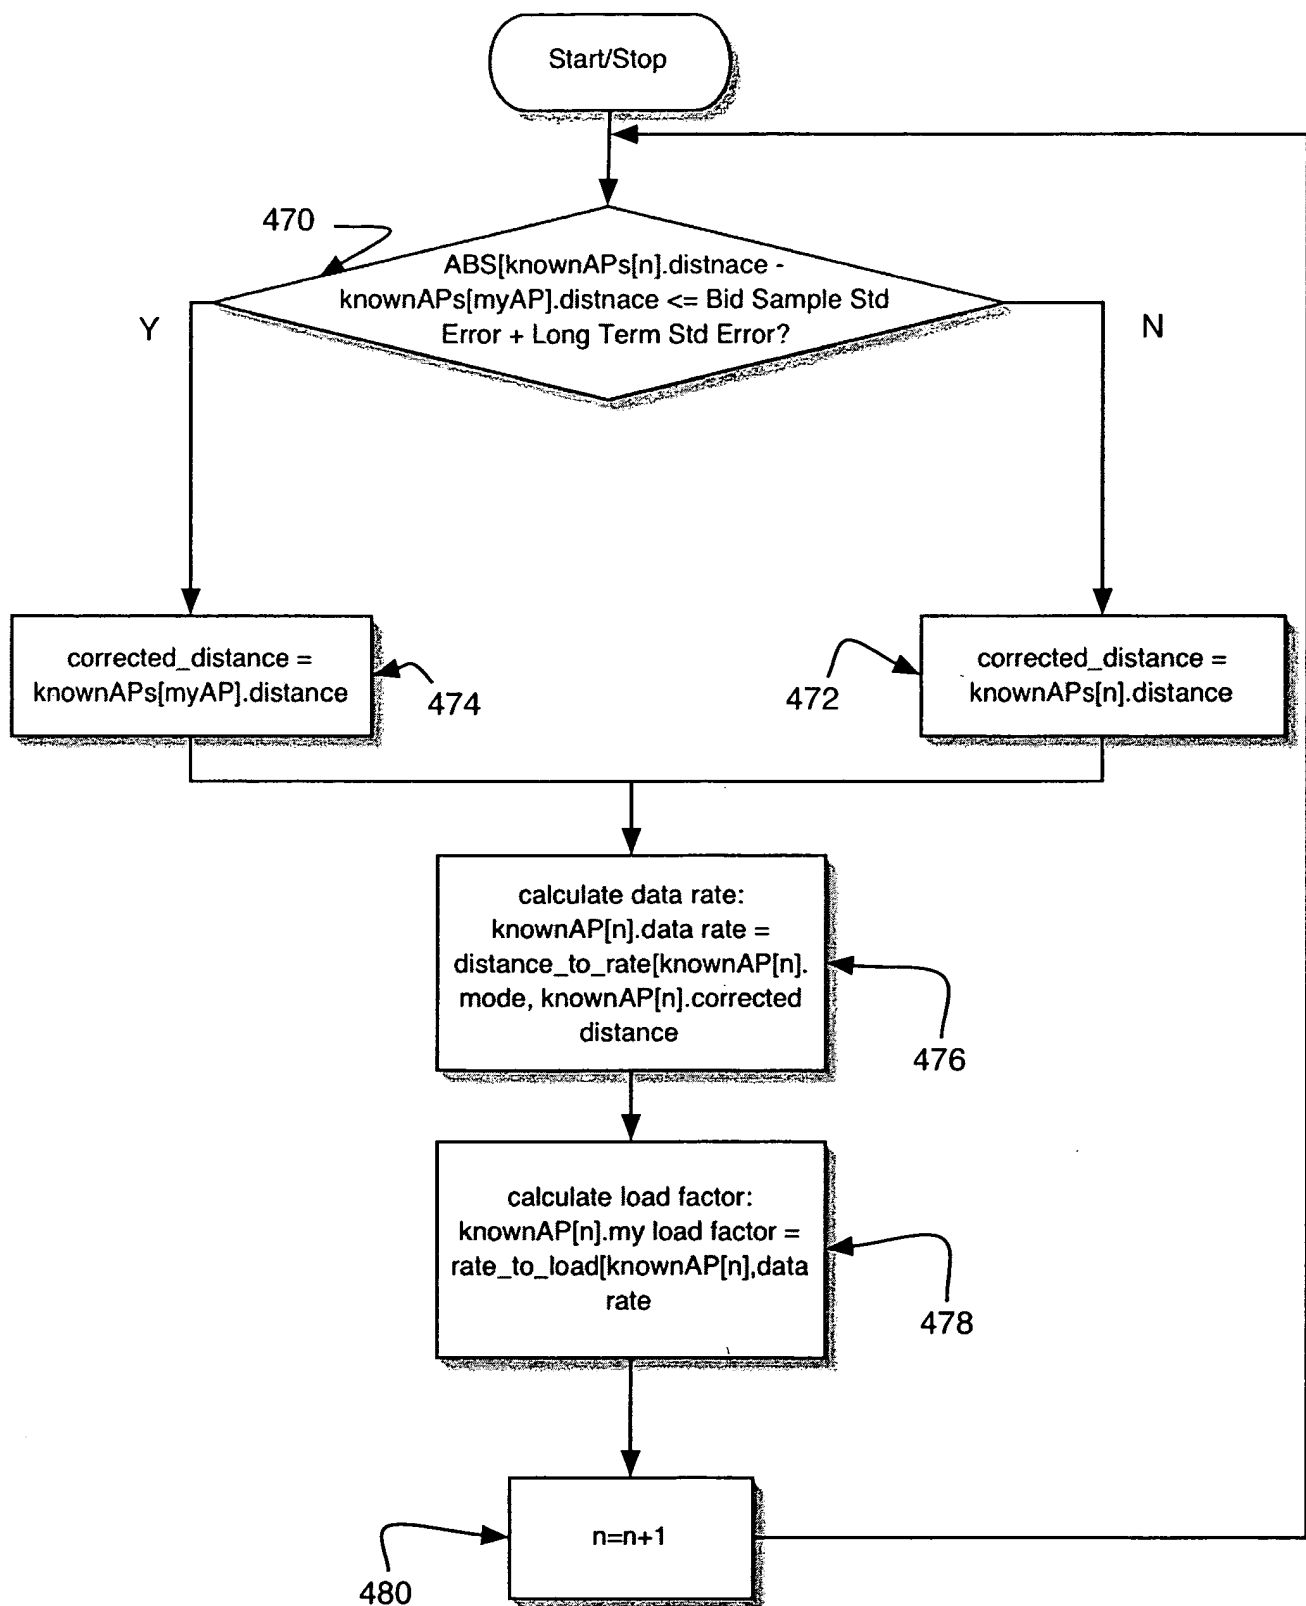 Start/Stop
470
ABS[knownAPs[n].distnace -
knownAPs[myAP].distnace <= Bid Sample Std
Error + Long Term Std Error?
Y
N
corrected_distance =
knownAPs[myAP].distance
474
472
corrected_distance =
knownAPs[n].distance
calculate data rate:
knownAP[n].data rate =
distance_to_rate[knownAP[n].
mode, knownAP[n].corrected
distance
476
calculate load factor:
knownAP[n].my load factor =
rate_to_load[knownAP[n],data
rate
478
n=n+1
480